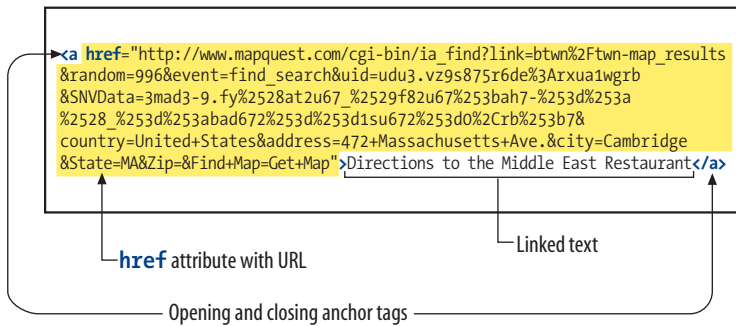 <a href="http://www.mapquest.com/cgi-bin/ia_find?link=btwn%2Ftwn-map_results
&random=996&event=find_search&uid=udu3.vz9s875r6de%3Arxua1wgrb
&SNVData=3mad3-9.fy%2528at2u67_%2529f82u67%253bah7-%253d%253a
%2528_%253d%253abad672%253d%253d1su672%253d0%2Crb%253b7&
country=United+States&address=472+Massachusetts+Ave.&city=Cambridge
&State=MA&Zip=&Find+Map=Get+Map">Directions to the Middle East Restaurant</a>
Linked text
href attribute with URL
Opening and closing anchor tags